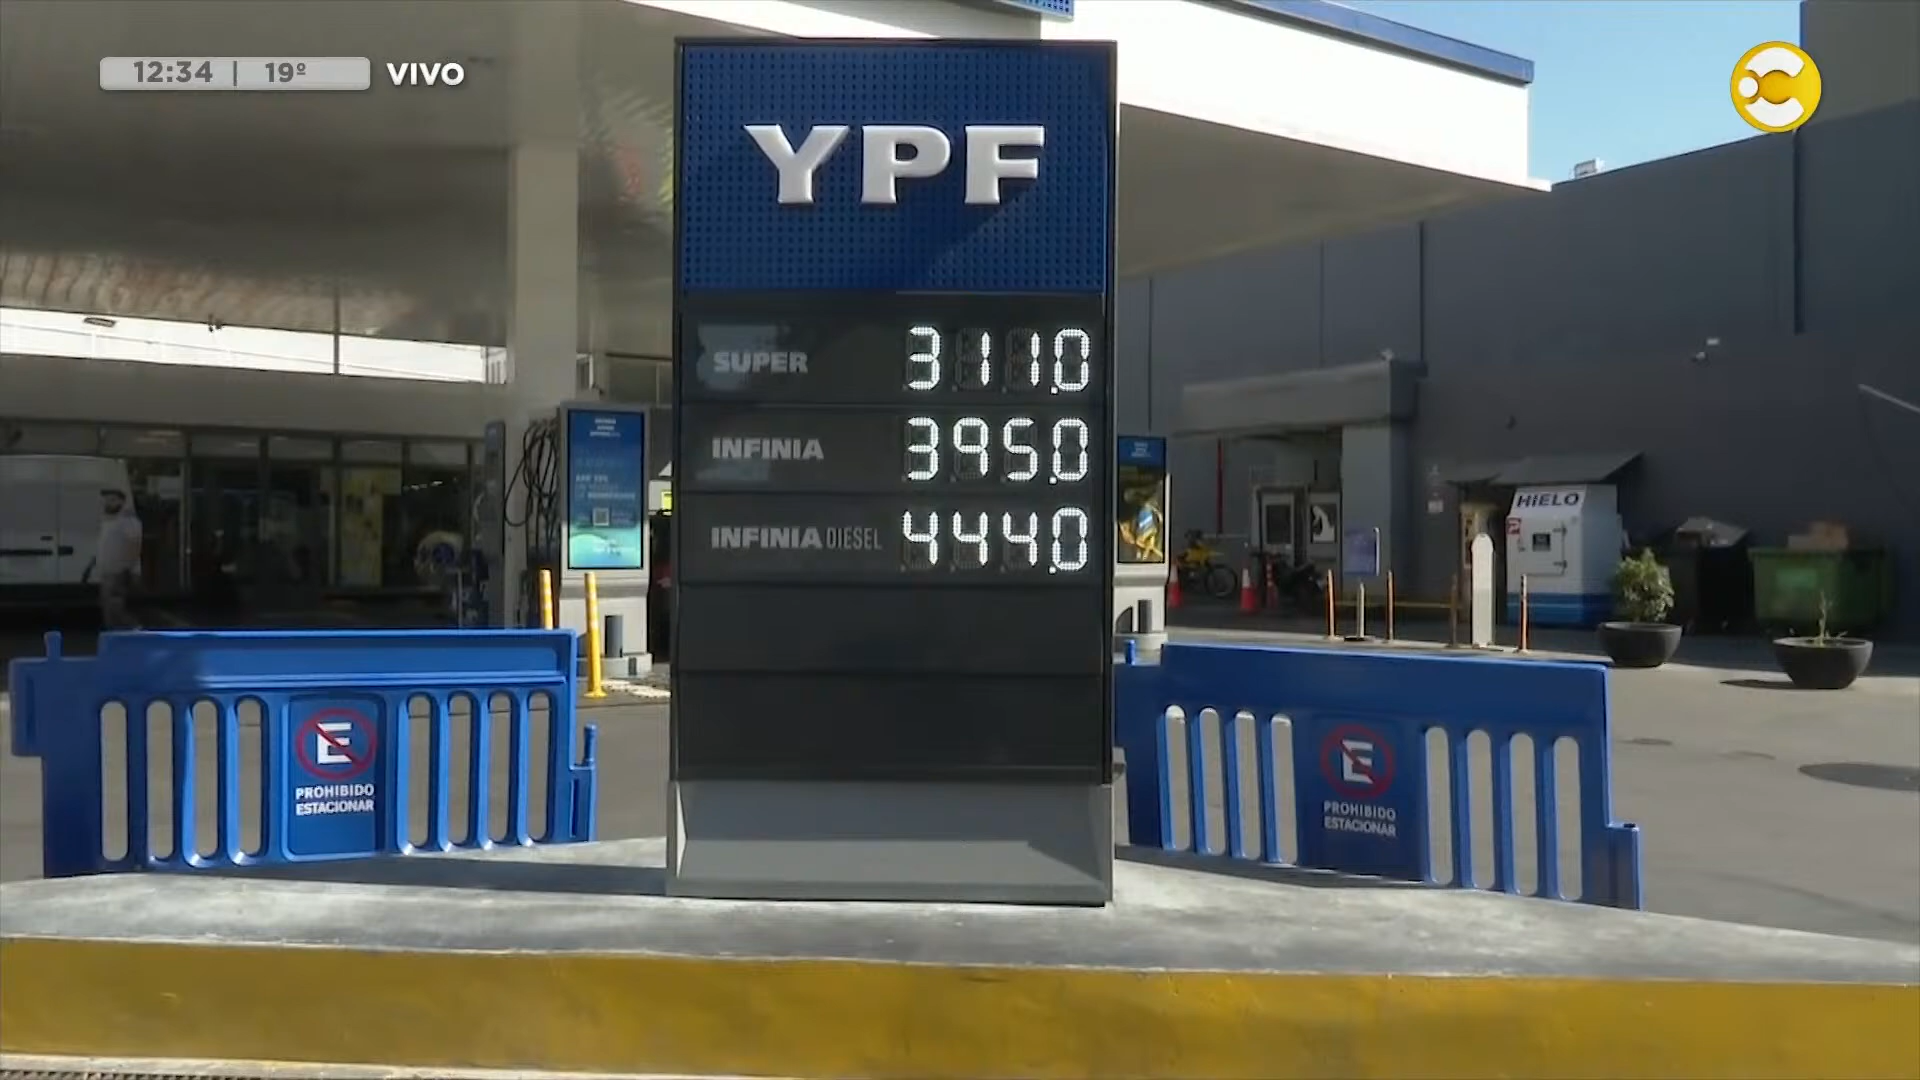 12:34 | 19º VIVO
YPF
SUPER 311.0
INFINIA 395.0
INFINIA DIESEL 444.0
HIELO
E
PROHIBIDO
ESTACIONAR
E
PROHIBIDO
ESTACIONAR